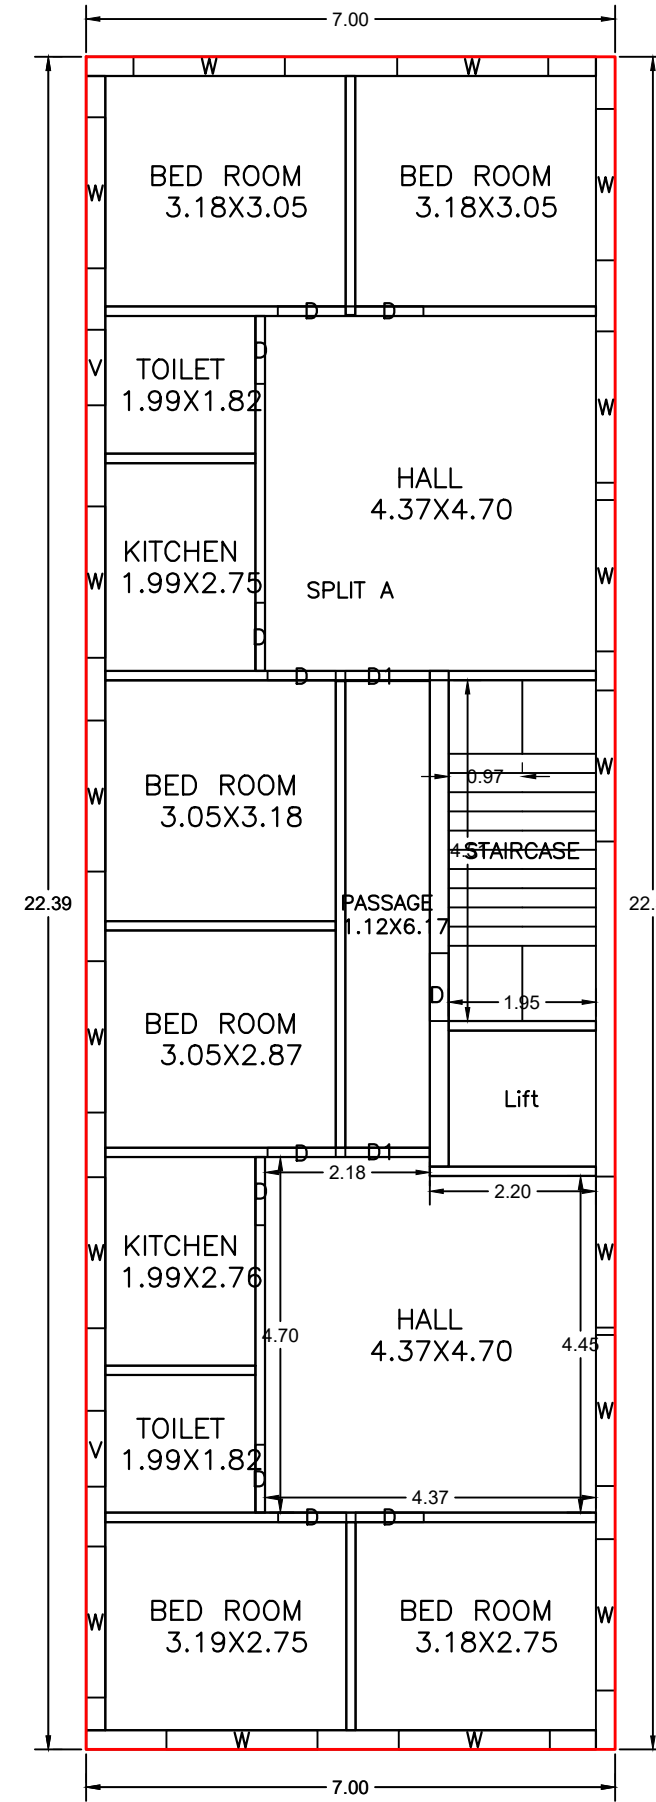 7.00
W
W
BED ROOM
3.18X3.05
BED ROOM
3.18X3.05
W
W
D
D
V
TOILET
1.99X1.82
D
W
HALL
4.37X4.70
KITCHEN
1.99X2.75
W
W
SPLIT A
D
D
D1
BED ROOM
3.05X3.18
W
W
0.97
STAIRCASE
22.39
22.
PASSAGE
1.12X6.17
BED ROOM
3.05X2.87
W
D
1.95
Lift
D
D1
2.18
2.20
D
KITCHEN
1.99X2.76
W
W
HALL
4.37X4.70
4.70
4.45
TOILET
1.99X1.82
V
W
D
4.37
D
D
BED ROOM
3.19X2.75
BED ROOM
3.18X2.75
W
W
W
W
7.00